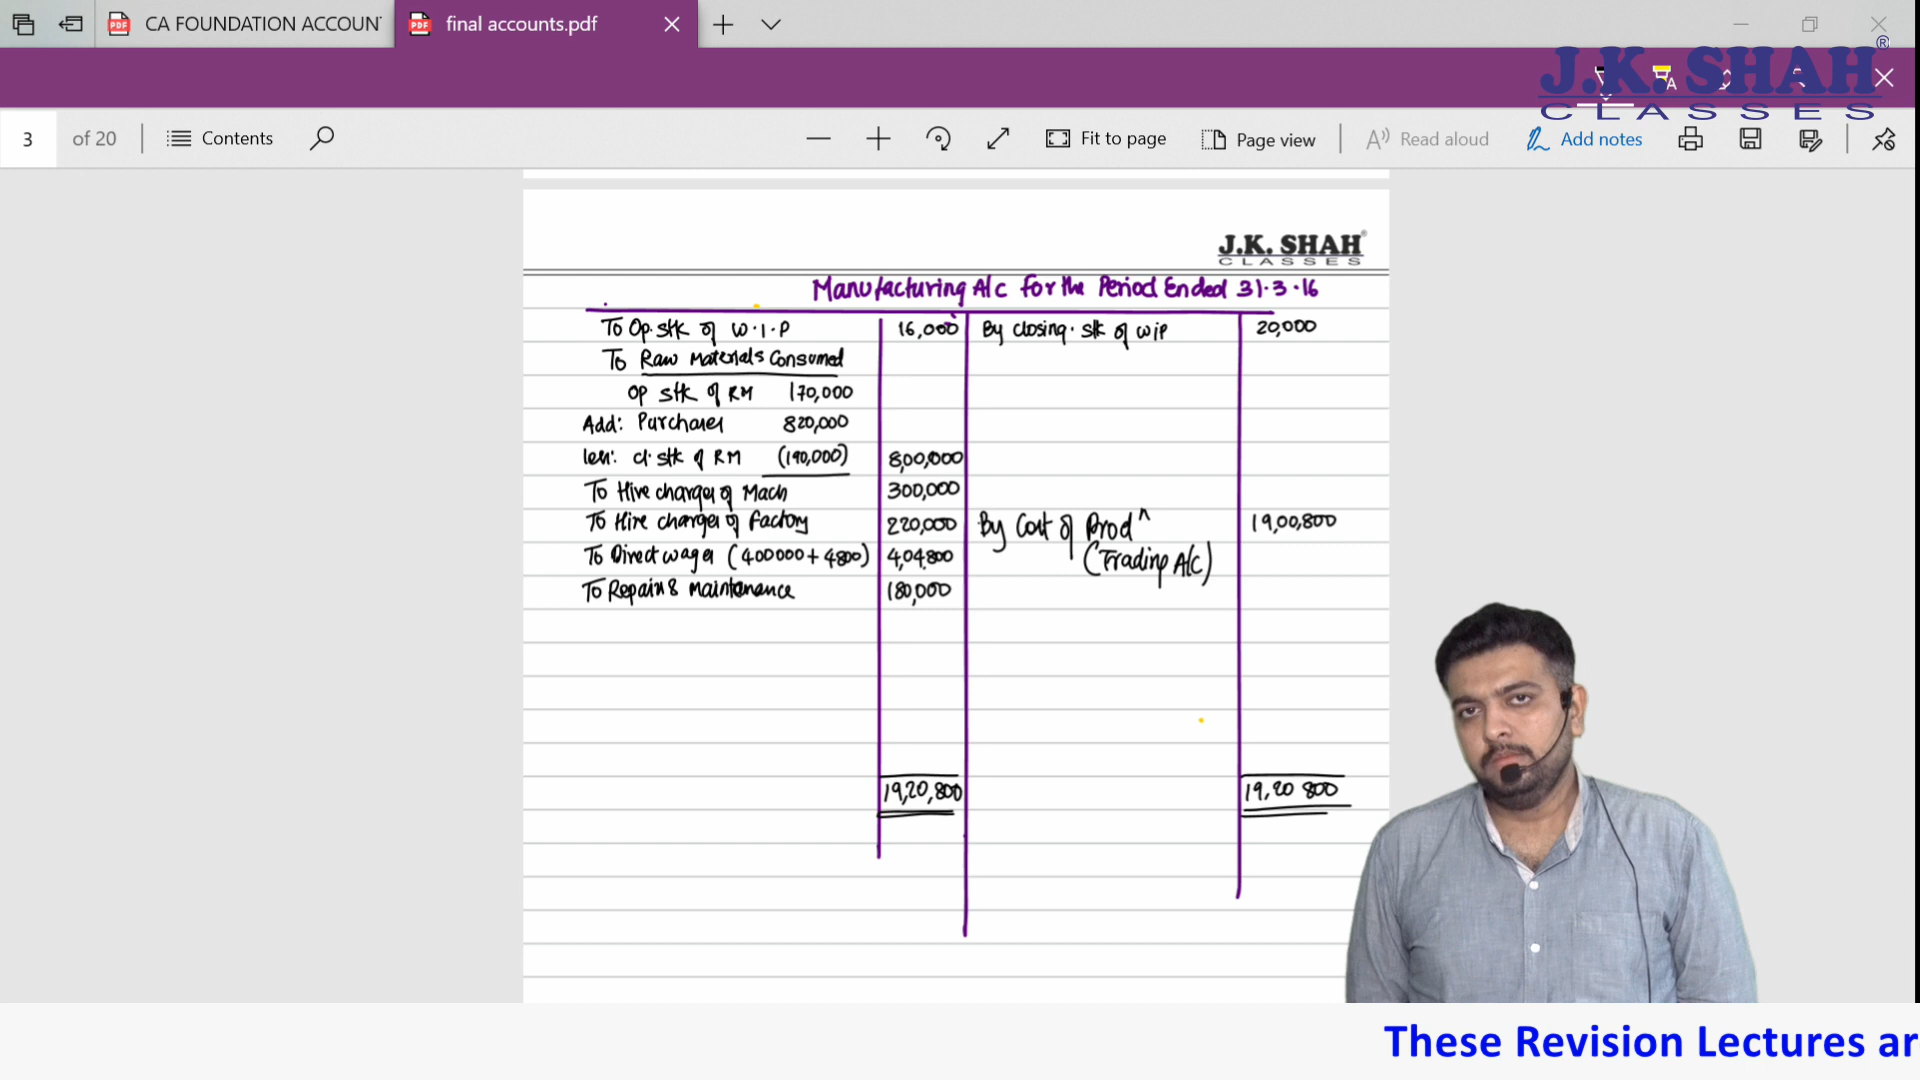 CA FOUNDATION ACCOUN
final accounts.pdf
J.K. SHAH®
CLASSES
3 of 20
Contents
Fit to page
Page view
Read aloud
Add notes
J.K. SHAH®
CLASSES
Manufacturing A/c for the Period Ended 31.3.16
To Op. stk of W.I.P 16,000 By closing. stk of WIP 20,000
To Raw Materials Consumed
Op stk of RM 170,000
Add: Purchases 820,000
less: cl. stk of RM (190,000) 8,00,000
To Hire charges of Mach 300,000
To Hire charges of factory 220,000 By Cost of Prodn 19,00,800
To Direct wages (400000 + 4800) 4,04,800 (Trading A/c)
To Repairs & maintenance 180,000
19,20,800 19,20 800
These Revision Lectures ar